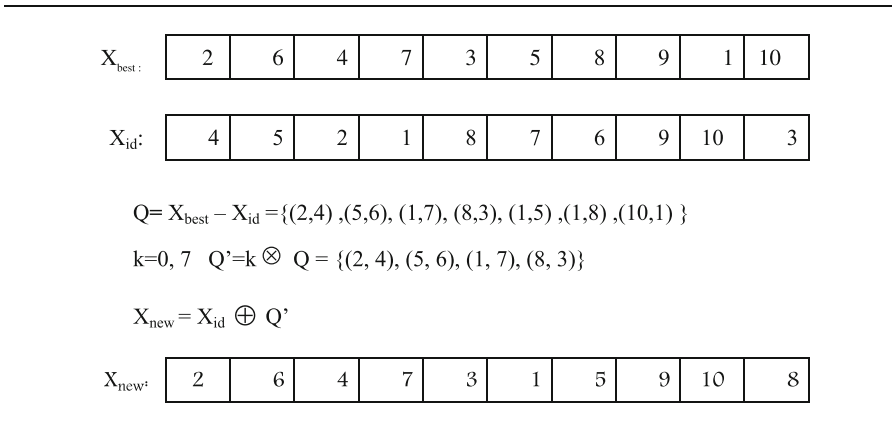 X best : 2 6 4 7 3 5 8 9 1 10
Xid: 4 5 2 1 8 7 6 9 10 3
Q= Xbest – Xid ={(2,4) ,(5,6), (1,7), (8,3), (1,5) ,(1,8) ,(10,1) }
k=0, 7 Q’=k ⊗ Q = {(2, 4), (5, 6), (1, 7), (8, 3)}
Xnew = Xid ⊕ Q’
Xnew: 2 6 4 7 3 1 5 9 10 8